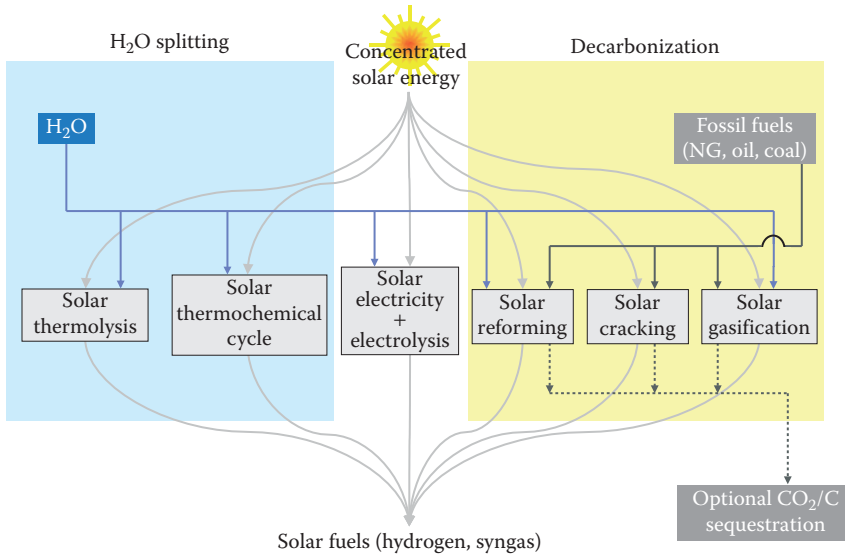 H₂O splitting
Concentrated
solar energy
Decarbonization
H₂O
Fossil fuels
(NG, oil, coal)
Solar
thermolysis
Solar
thermochemical
cycle
Solar
electricity
+
electrolysis
Solar
reforming
Solar
cracking
Solar
gasification
Optional CO₂/C
sequestration
Solar fuels (hydrogen, syngas)